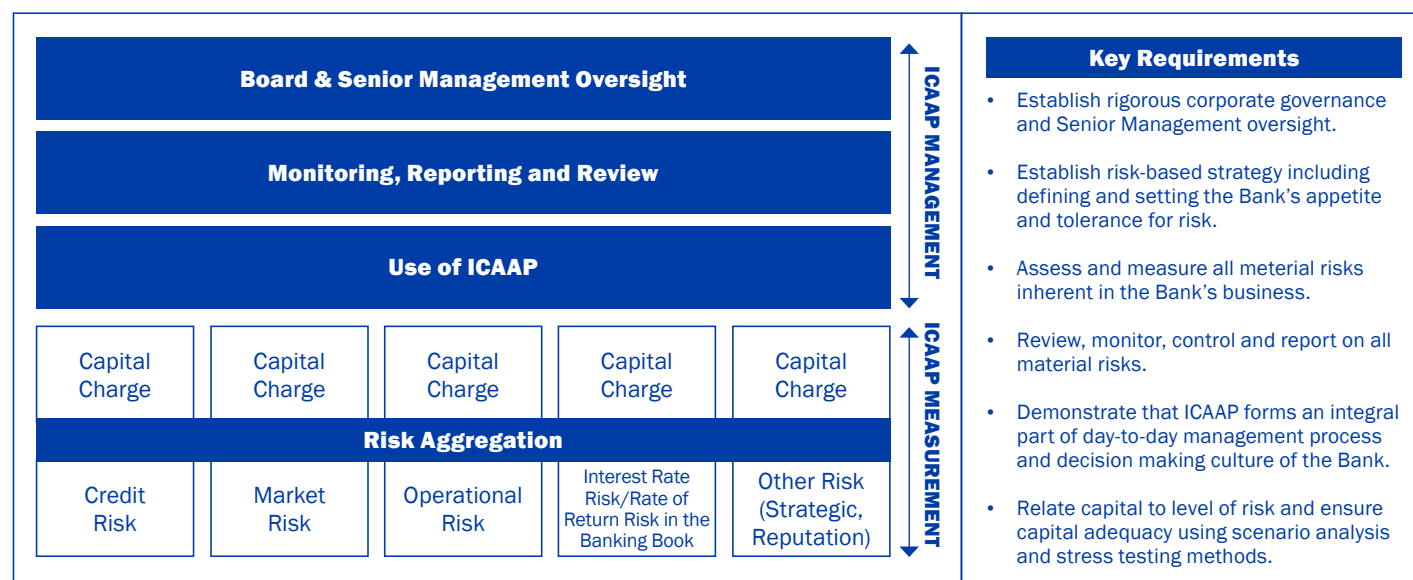 Board & Senior Management Oversight
Monitoring, Reporting and Review
Use of ICAAP
ICAAP MANAGEMENT
Capital
Charge
Capital
Charge
Capital
Charge
Capital
Charge
Capital
Charge
Risk Aggregation
Credit
Risk
Market
Risk
Operational
Risk
Interest Rate
Risk/Rate of
Return Risk in the
Banking Book
Other Risk
(Strategic,
Reputation)
ICAAP MEASUREMENT
Key Requirements
• Establish rigorous corporate governance
and Senior Management oversight.
• Establish risk-based strategy including
defining and setting the Bank’s appetite
and tolerance for risk.
• Assess and measure all meterial risks
inherent in the Bank’s business.
• Review, monitor, control and report on all
material risks.
• Demonstrate that ICAAP forms an integral
part of day-to-day management process
and decision making culture of the Bank.
• Relate capital to level of risk and ensure
capital adequacy using scenario analysis
and stress testing methods.